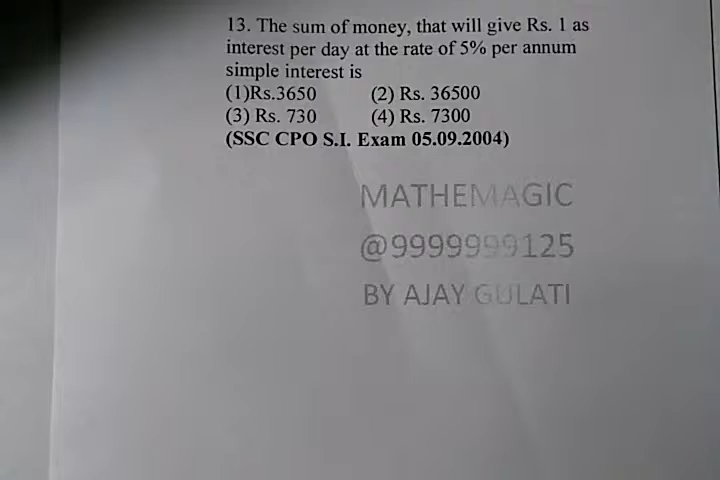 13. The sum of money, that will give Rs. 1 as
interest per day at the rate of 5% per annum
simple interest is
(1)Rs.3650 (2) Rs. 36500
(3) Rs. 730 (4) Rs. 7300
(SSC CPO S.I. Exam 05.09.2004)
MATHEMAGIC
@9999999125
BY AJAY GULATI